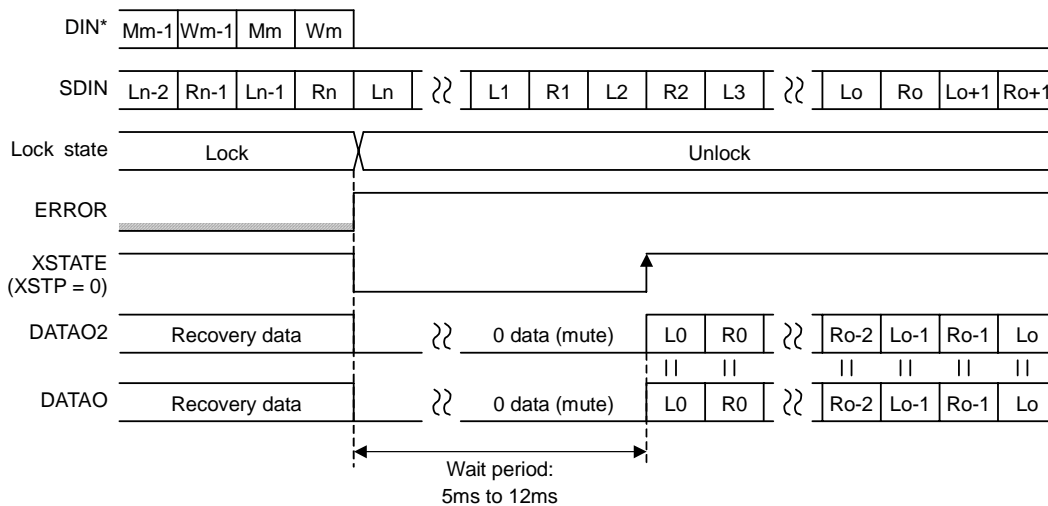 DIN* Mm-1 Wm-1 Mm Wm
SDIN Ln-2 Rn-1 Ln-1 Rn Ln L1 R1 L2 R2 L3 Lo Ro Lo+1 Ro+1
Lock state Lock Unlock
ERROR
XSTATE
(XSTP = 0)
DATAO2 Recovery data 0 data (mute) L0 R0 Ro-2 Lo-1 Ro-1 Lo
DATAO Recovery data 0 data (mute) L0 R0 Ro-2 Lo-1 Ro-1 Lo
Wait period:
5ms to 12ms